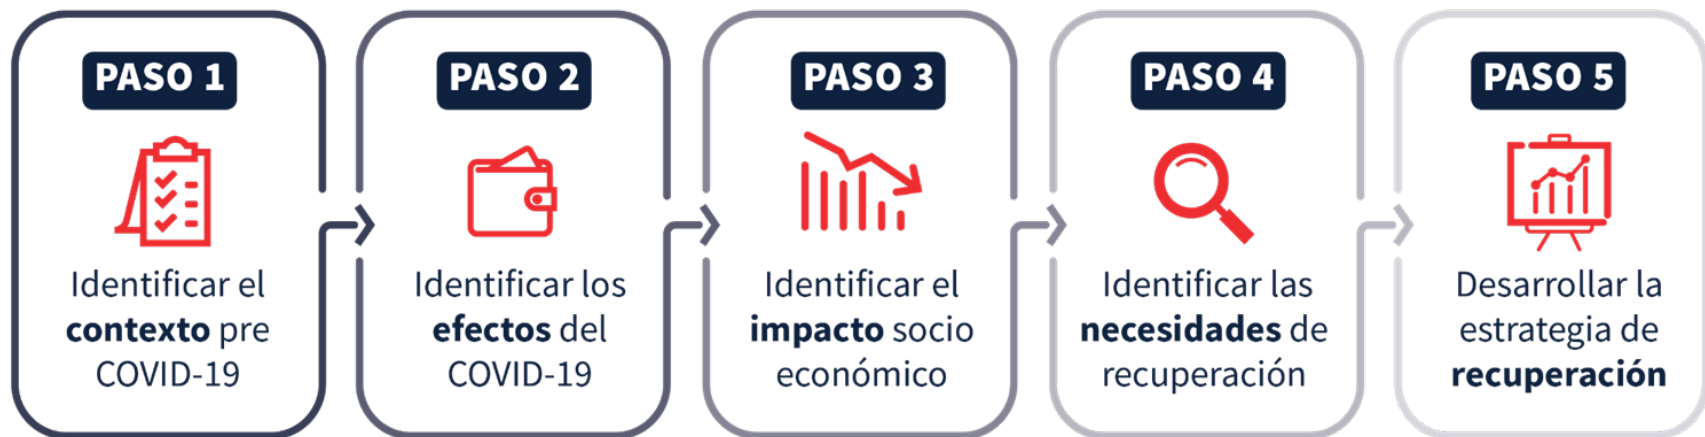 PASO 1
Identificar el
contexto pre
COVID-19
PASO 2
Identificar los
efectos del
COVID-19
PASO 3
Identificar el
impacto socio
económico
PASO 4
Identificar las
necesidades de
recuperación
PASO 5
Desarrollar la
estrategia de
recuperación